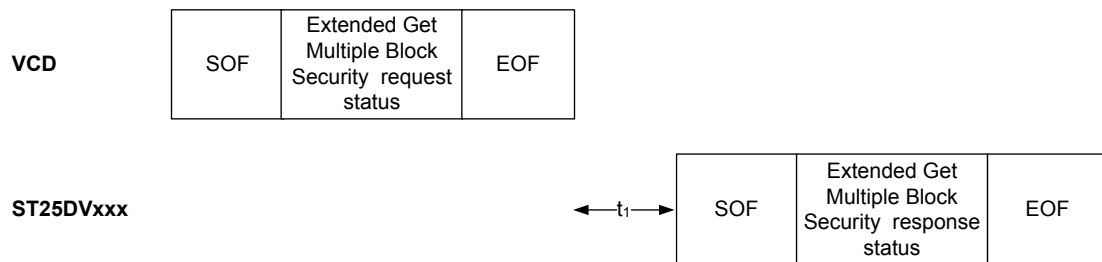 VCD
SOF
Extended Get
Multiple Block
Security request
status
EOF
ST25DVxxx
t1
SOF
Extended Get
Multiple Block
Security response
status
EOF